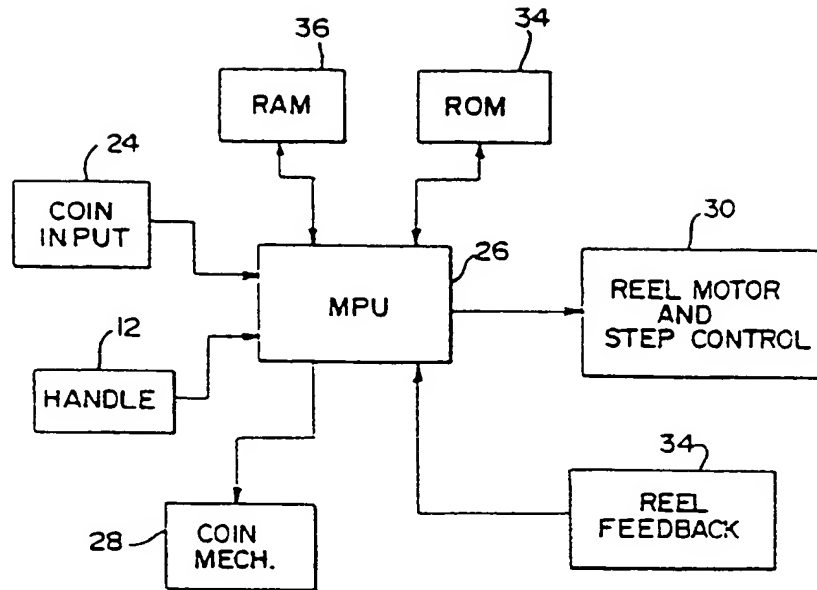 36
RAM
34
ROM
24
COIN
INPUT
26
MPU
30
REEL MOTOR
AND
STEP CONTROL
12
HANDLE
28
COIN
MECH.
34
REEL
FEEDBACK